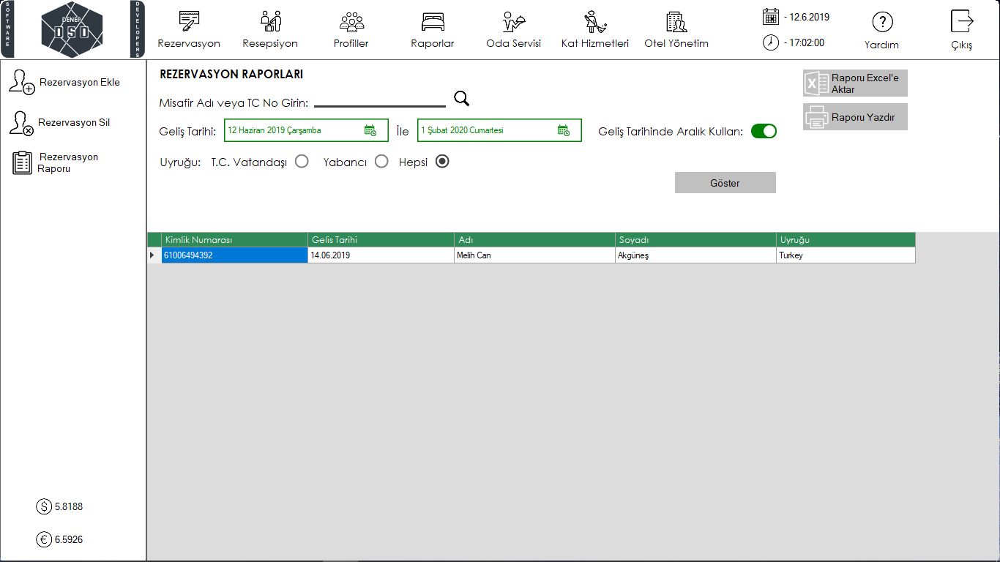 SOFTWARE
DENEP
DSD
DEVELOPERS
Rezervasyon
Resepsiyon
Profiller
Raporlar
Oda Servisi
Kat Hizmetleri
Otel Yönetim
- 12.6.2019
- 17:02:00
Yardım
Çıkış
Rezervasyon Ekle
Rezervasyon Sil
Rezervasyon
Raporu
$ 5.8188
€ 6.5926
REZERVASYON RAPORLARI
Misafir Adı veya TC No Girin:
Raporu Excel'e
Aktar
Raporu Yazdır
Geliş Tarihi: 12 Haziran 2019 Çarşamba İle 1 Şubat 2020 Cumartesi Geliş Tarihinde Aralık Kullan:
Uyruğu: T.C. Vatandaşı Yabancı Hepsi
Göster
Kimlik Numarası Gelis Tarihi Adı Soyadı Uyruğu
61006494392 14.06.2019 Melih Can Akgüneş Turkey